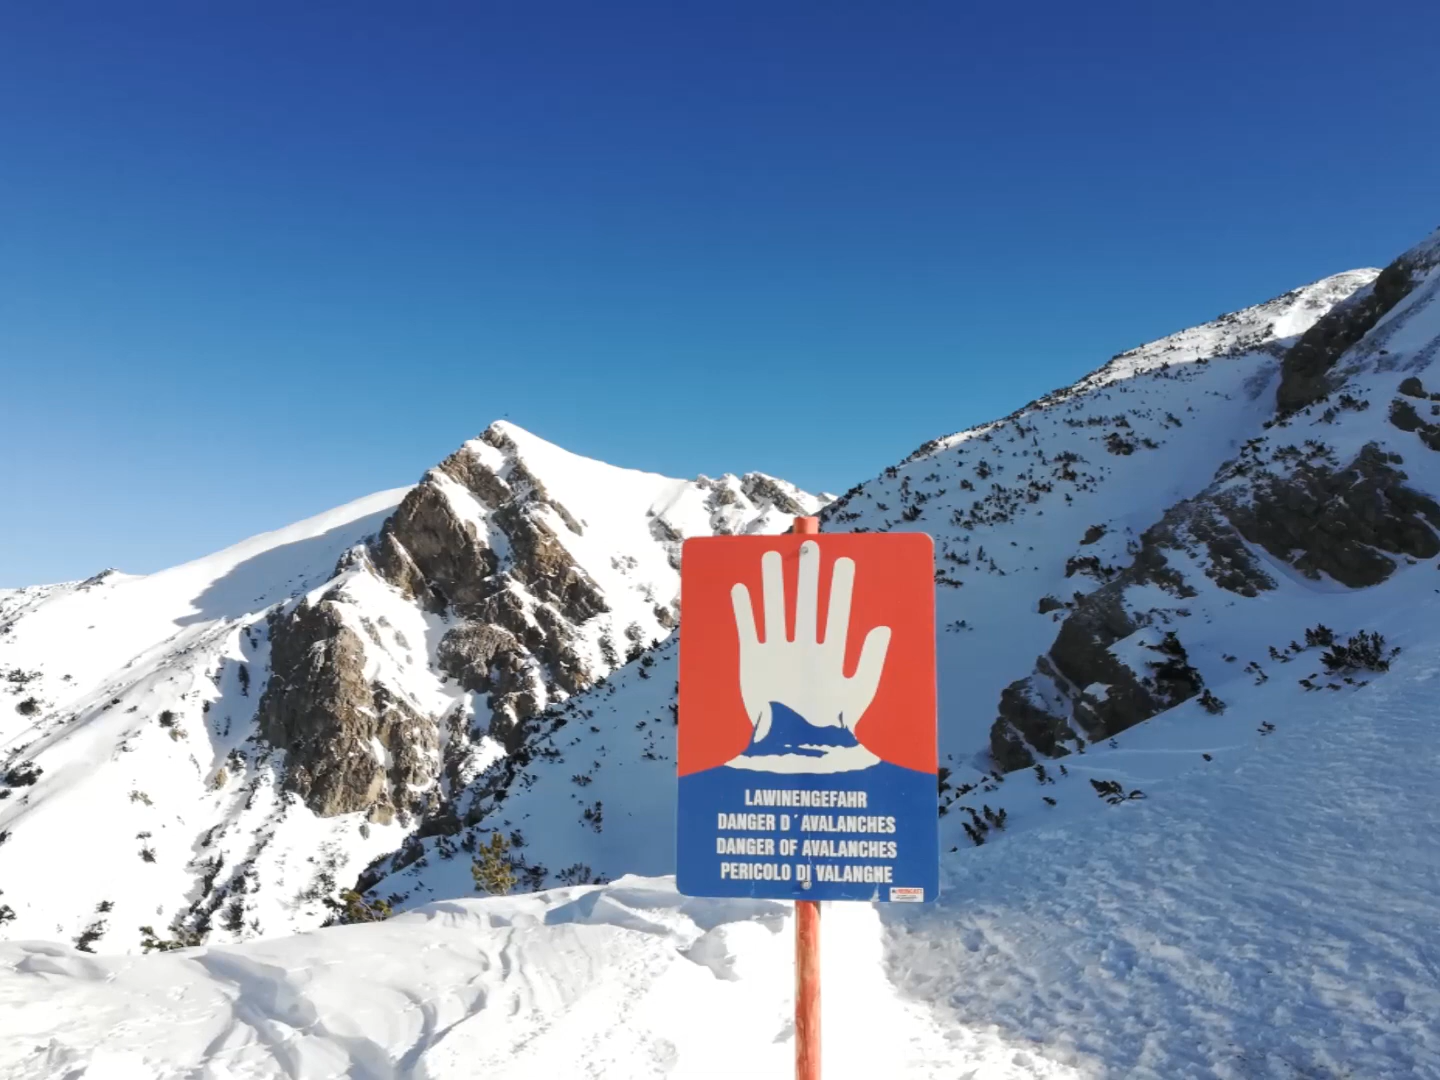 LAWINENGEFAHR
DANGER D´AVALANCHES
DANGER OF AVALANCHES
PERICOLO DI VALANGHE